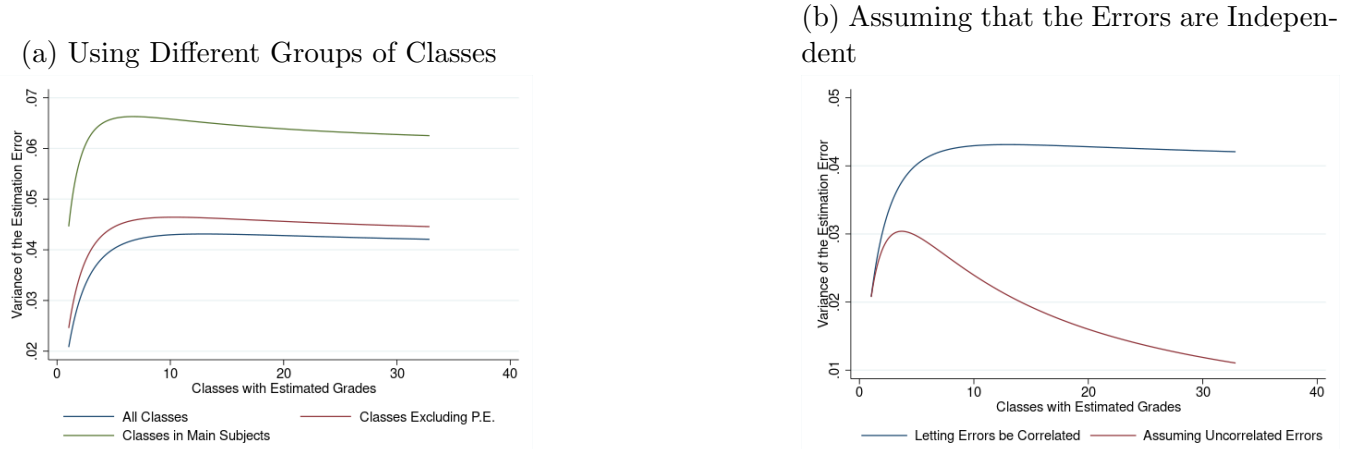 (a) Using Different Groups of Classes
.07
.06
.05
.04
.03
.02
Variance of the Estimation Error
0
10
20
30
40
Classes with Estimated Grades
All Classes
Classes Excluding P.E.
Classes in Main Subjects
(b) Assuming that the Errors are Indepen-
dent
.05
.04
.03
.02
.01
Variance of the Estimation Error
0
10
20
30
40
Classes with Estimated Grades
Letting Errors be Correlated
Assuming Uncorrelated Errors